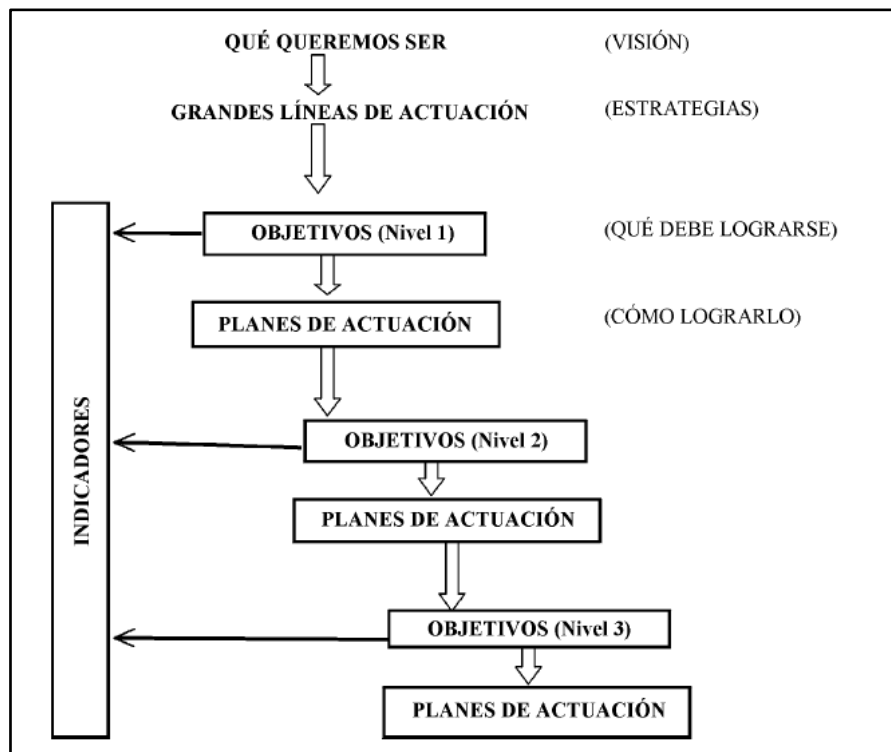 QUÉ QUEREMOS SER (VISIÓN)
GRANDES LÍNEAS DE ACTUACIÓN (ESTRATEGIAS)
OBJETIVOS (Nivel 1) (QUÉ DEBE LOGRARSE)
PLANES DE ACTUACIÓN (CÓMO LOGRARLO)
INDICADORES
OBJETIVOS (Nivel 2)
PLANES DE ACTUACIÓN
OBJETIVOS (Nivel 3)
PLANES DE ACTUACIÓN